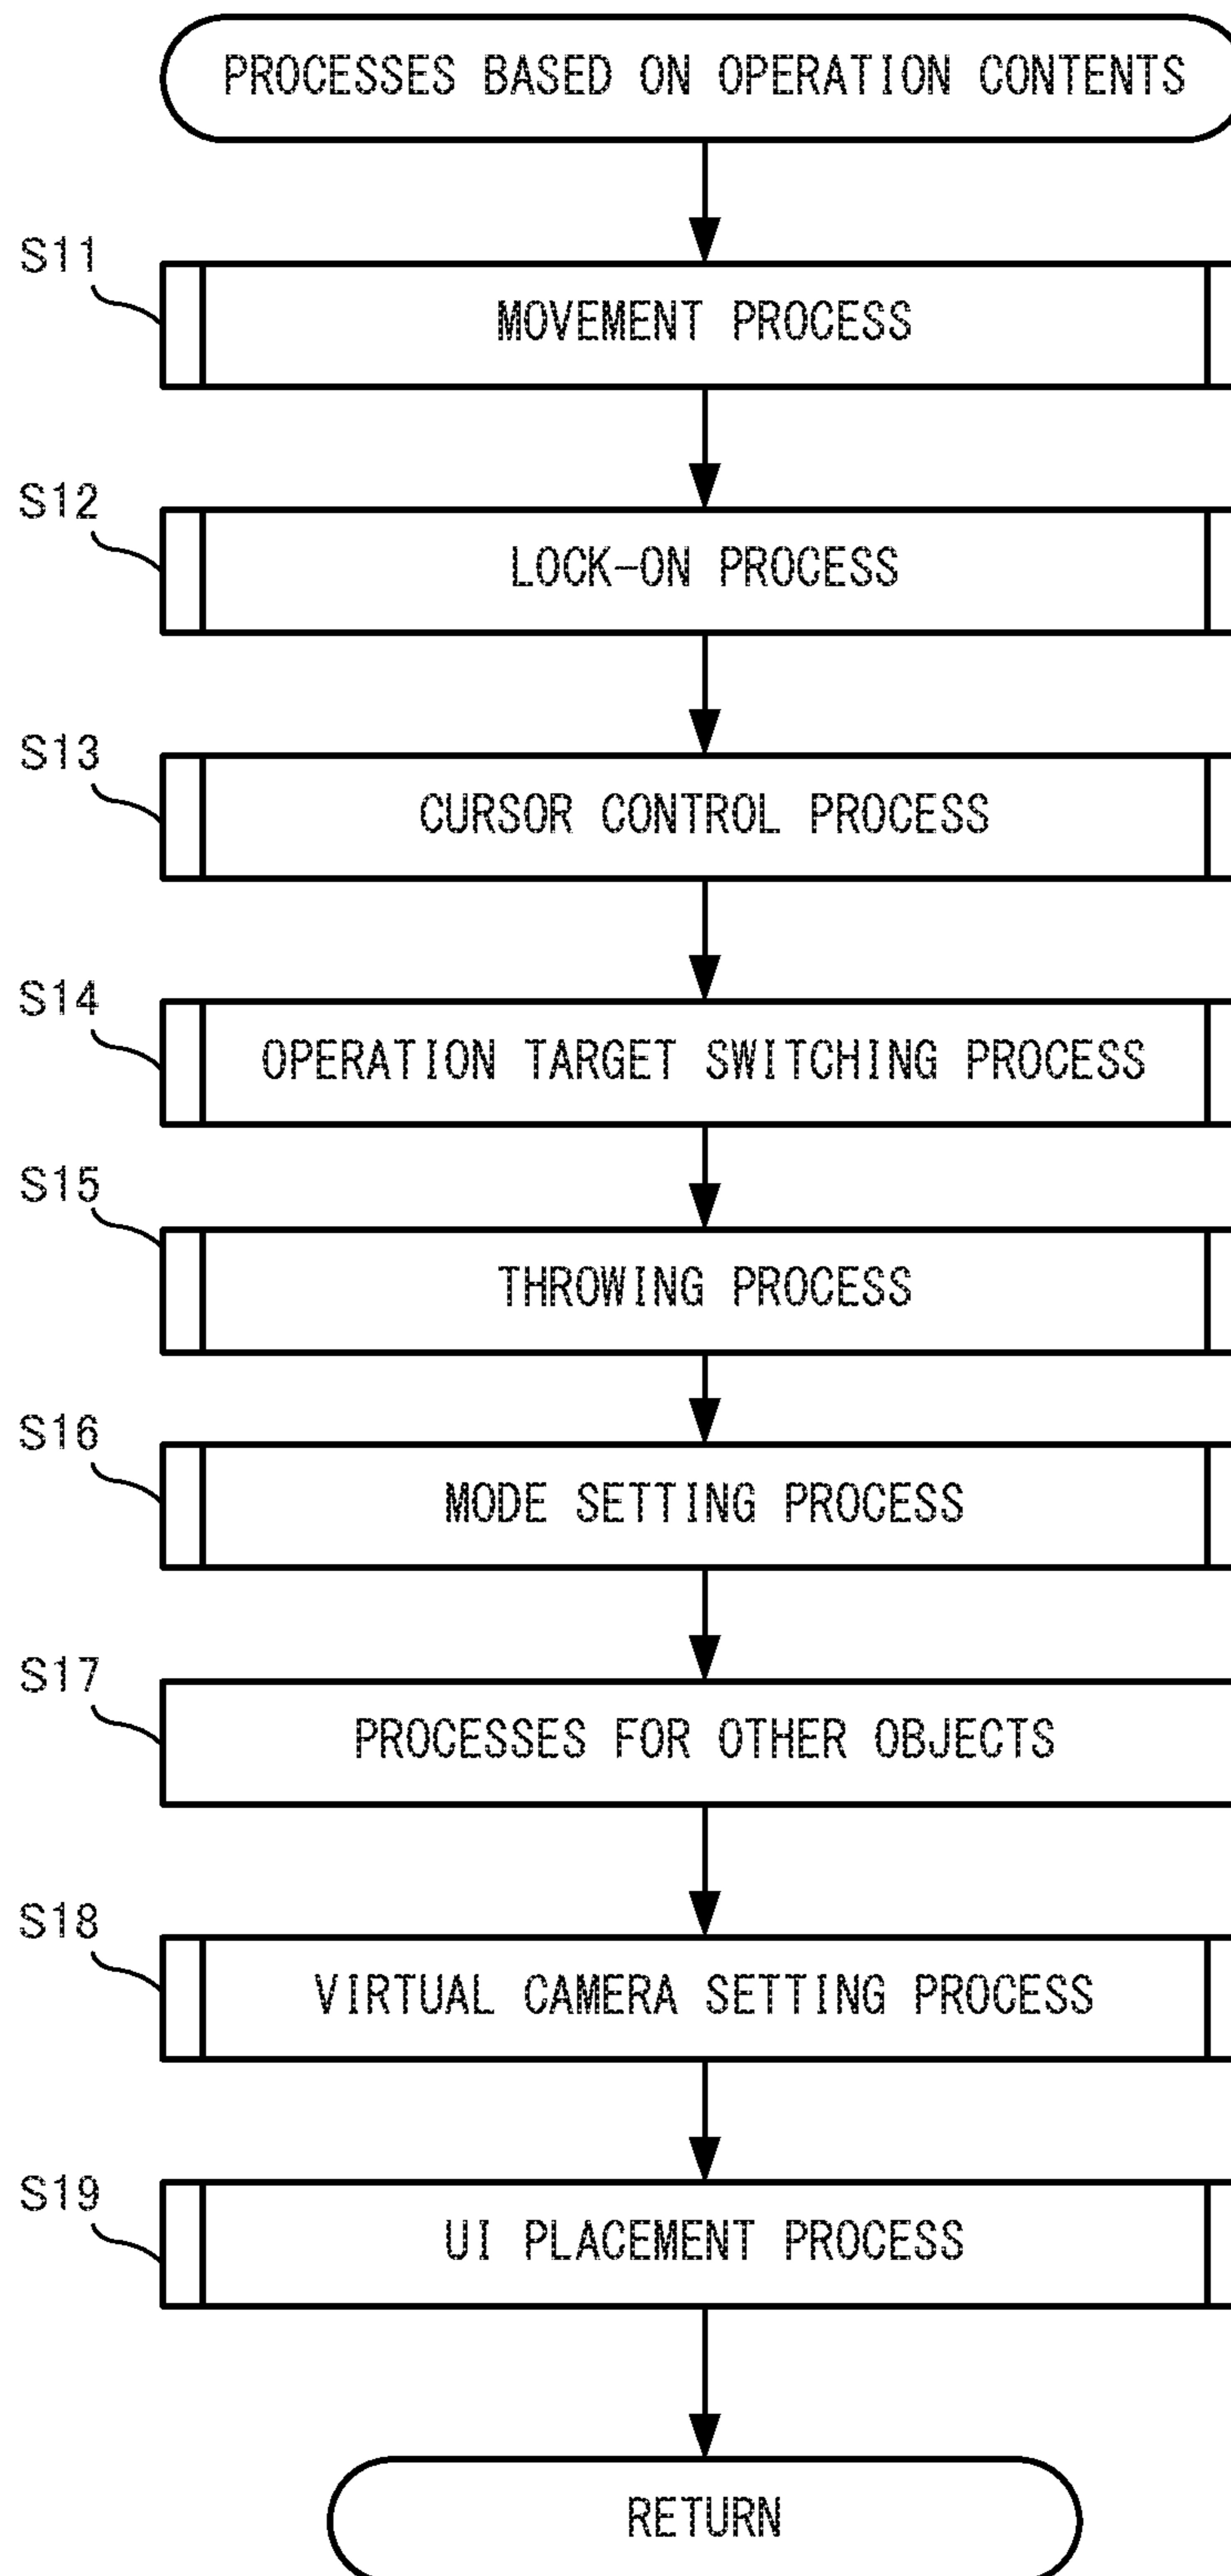 PROCESSES BASED ON OPERATION CONTENTS
S11
MOVEMENT PROCESS
S12
LOCK-ON PROCESS
S13
CURSOR CONTROL PROCESS
S14
OPERATION TARGET SWITCHING PROCESS
S15
THROWING PROCESS
S16
MODE SETTING PROCESS
S17
PROCESSES FOR OTHER OBJECTS
S18
VIRTUAL CAMERA SETTING PROCESS
S19
UI PLACEMENT PROCESS
RETURN